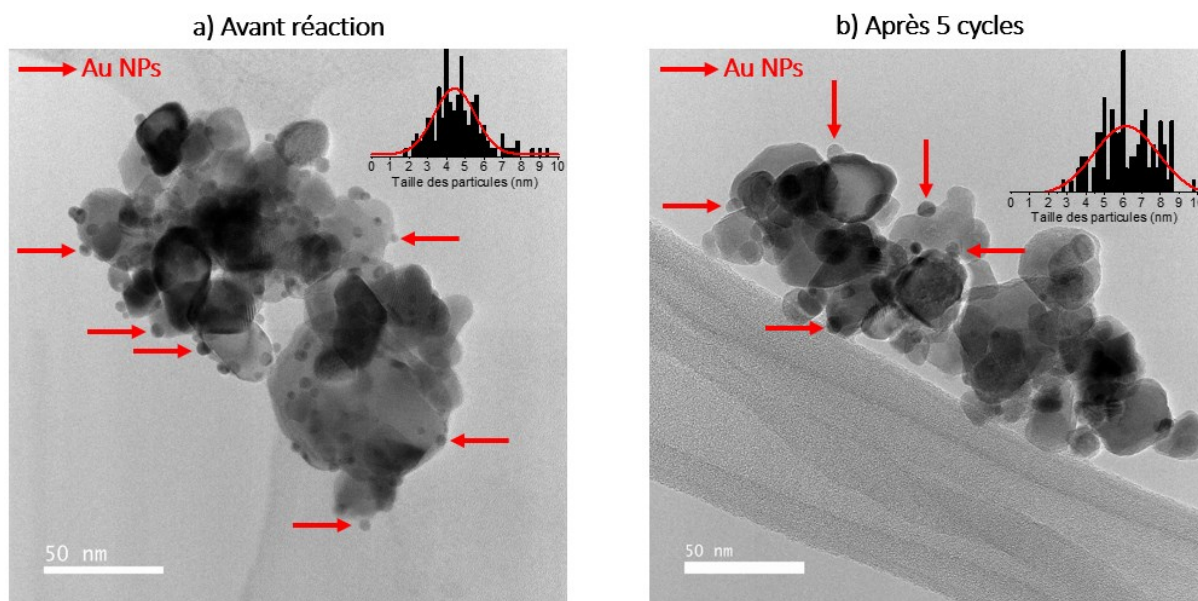 a) Avant réaction
Au NPs
0 1 2 3 4 5 6 7 8 9 10
Taille des particules (nm)
50 nm
b) Après 5 cycles
Au NPs
0 1 2 3 4 5 6 7 8 9 10
Taille des particules (nm)
50 nm